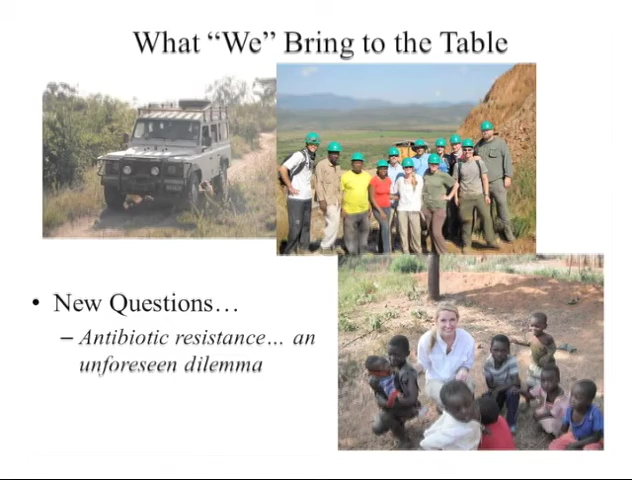 What “We” Bring to the Table
• New Questions…
– Antibiotic resistance… an
unforeseen dilemma